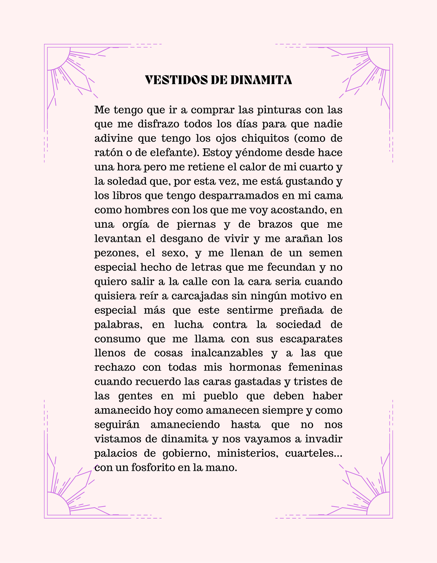 VESTIDOS DE DINAMITA
Me tengo que ir a comprar las pinturas con las
que me disfrazo todos los días para que nadie
adivine que tengo los ojos chiquitos (como de
ratón o de elefante). Estoy yéndome desde hace
una hora pero me retiene el calor de mi cuarto y
la soledad que, por esta vez, me está gustando y
los libros que tengo desparramados en mi cama
como hombres con los que me voy acostando, en
una orgía de piernas y de brazos que me
levantan el desgano de vivir y me arañan los
pezones, el sexo, y me llenan de un semen
especial hecho de letras que me fecundan y no
quiero salir a la calle con la cara seria cuando
quisiera reír a carcajadas sin ningún motivo en
especial más que este sentirme preñada de
palabras, en lucha contra la sociedad de
consumo que me llama con sus escaparates
llenos de cosas inalcanzables y a las que
rechazo con todas mis hormonas femeninas
cuando recuerdo las caras gastadas y tristes de
las gentes en mi pueblo que deben haber
amanecido hoy como amanecen siempre y como
seguirán amaneciendo hasta que no nos
vistamos de dinamita y nos vayamos a invadir
palacios de gobierno, ministerios, cuarteles...
con un fosforito en la mano.